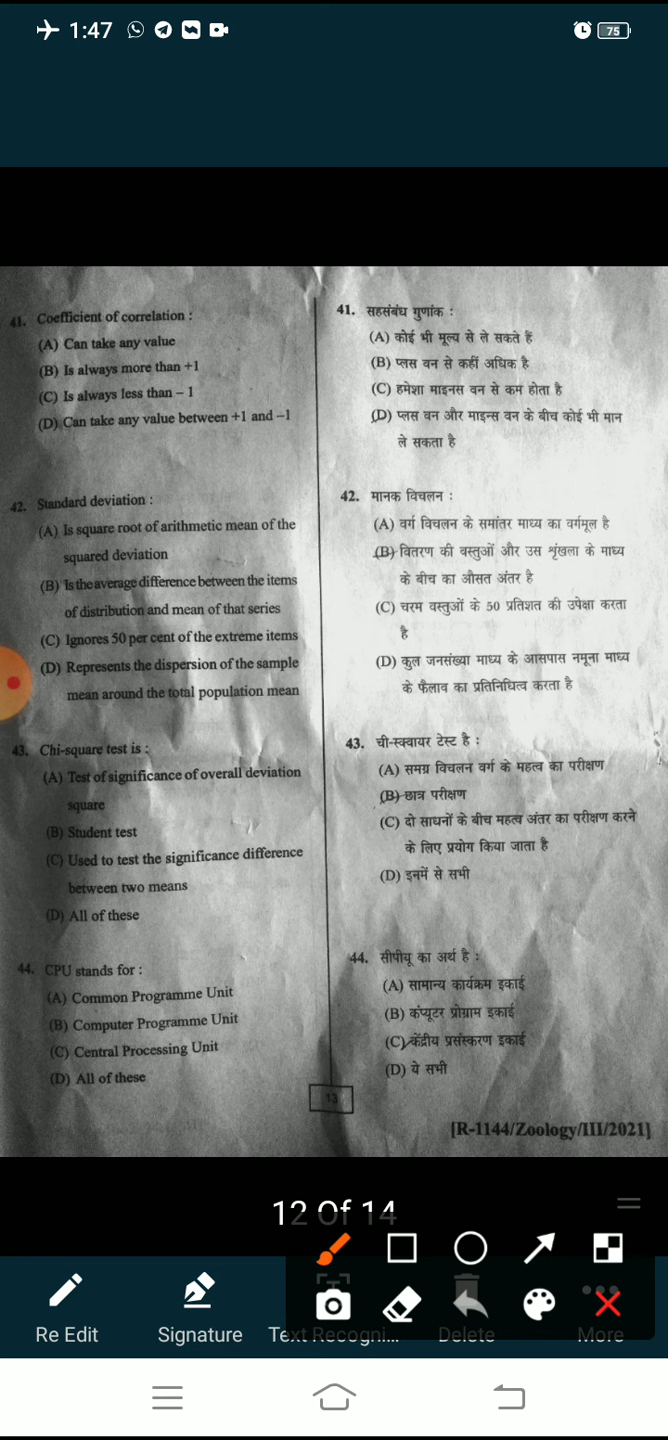 1:47
75
41. Coefficient of correlation :
(A) Can take any value
(B) Is always more than +1
(C) Is always less than – 1
(D) Can take any value between +1 and –1
42. Standard deviation :
(A) Is square root of arithmetic mean of the
squared deviation
(B) Is the average difference between the items
of distribution and mean of that series
(C) Ignores 50 per cent of the extreme items
(D) Represents the dispersion of the sample
mean around the total population mean
43. Chi-square test is :
(A) Test of significance of overall deviation
square
(B) Student test
(C) Used to test the significance difference
between two means
(D) All of these
44. CPU stands for :
(A) Common Programme Unit
(B) Computer Programme Unit
(C) Central Processing Unit
(D) All of these
41. सहसंबंध गुणांक :
(A) कोई भी मूल्य से ले सकते हैं
(B) प्लस वन से कहीं अधिक है
(C) हमेशा माइनस वन से कम होता है
(D) प्लस वन और माइन्स वन के बीच कोई भी मान
ले सकता है
42. मानक विचलन :
(A) वर्ग विचलन के समांतर माध्य का वर्गमूल है
(B) वितरण की वस्तुओं और उस शृंखला के माध्य
के बीच का औसत अंतर है
(C) चरम वस्तुओं के 50 प्रतिशत की उपेक्षा करता
है
(D) कुल जनसंख्या माध्य के आसपास नमूना माध्य
के फैलाव का प्रतिनिधित्व करता है
43. ची-स्क्वायर टेस्ट है :
(A) समग्र विचलन वर्ग के महत्व का परीक्षण
(B) छात्र परीक्षण
(C) दो साधनों के बीच महत्व अंतर का परीक्षण करने
के लिए प्रयोग किया जाता है
(D) इनमें से सभी
44. सीपीयू का अर्थ है :
(A) सामान्य कार्यक्रम इकाई
(B) कंप्यूटर प्रोग्राम इकाई
(C) केंद्रीय प्रसंस्करण इकाई
(D) ये सभी
13
[R-1144/Zoology/III/2021]
12 Of 14
Re Edit
Signature
Text Recogni...
Delete
More